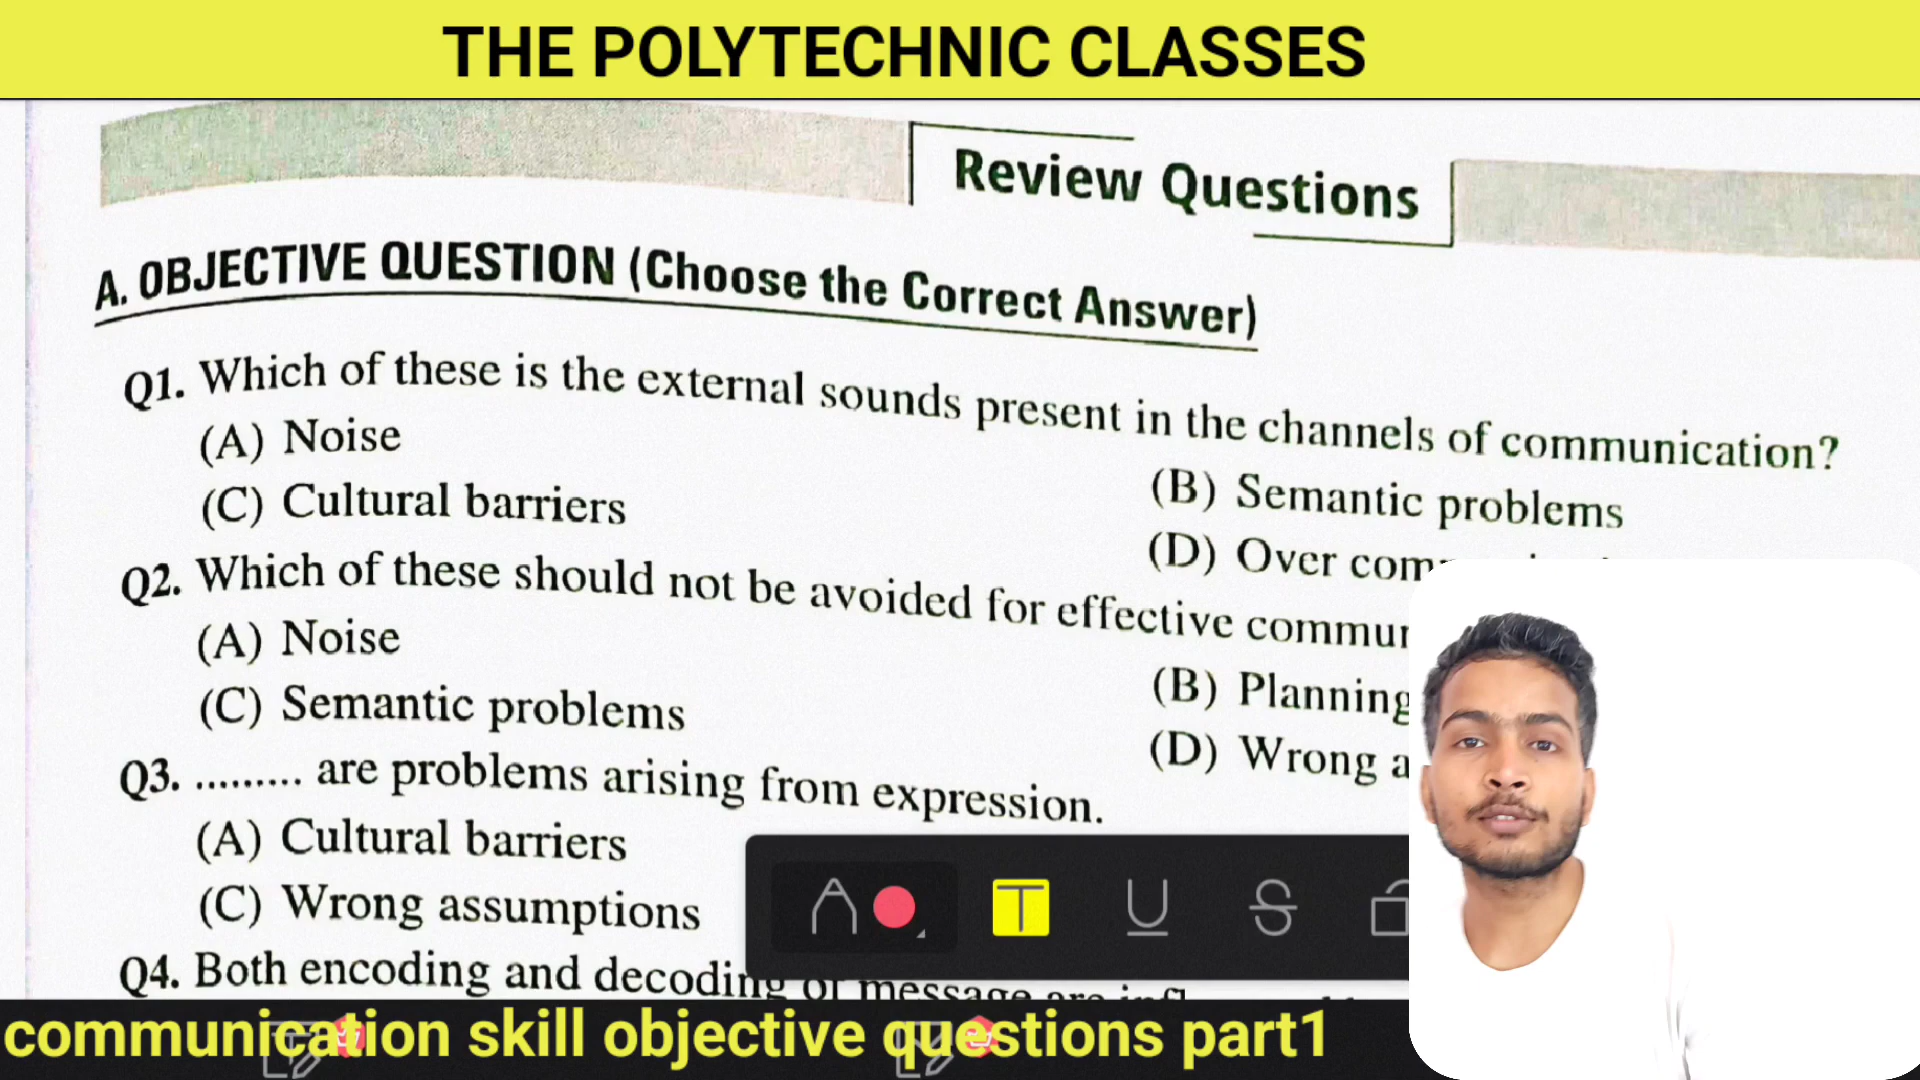 THE POLYTECHNIC CLASSES
Review Questions
A. OBJECTIVE QUESTION (Choose the Correct Answer)
Q1. Which of these is the external sounds present in the channels of communication?
(A) Noise
(B) Semantic problems
(C) Cultural barriers
(D) Over
Q2. Which of these should not be avoided for effective
(A) Noise
(B) Planning
(C) Semantic problems
(D) Wrong
Q3. ......... are problems arising from expression.
(A) Cultural barriers
(C) Wrong assumptions
Q4. Both encoding and decoding of message are
communication skill objective questions part1